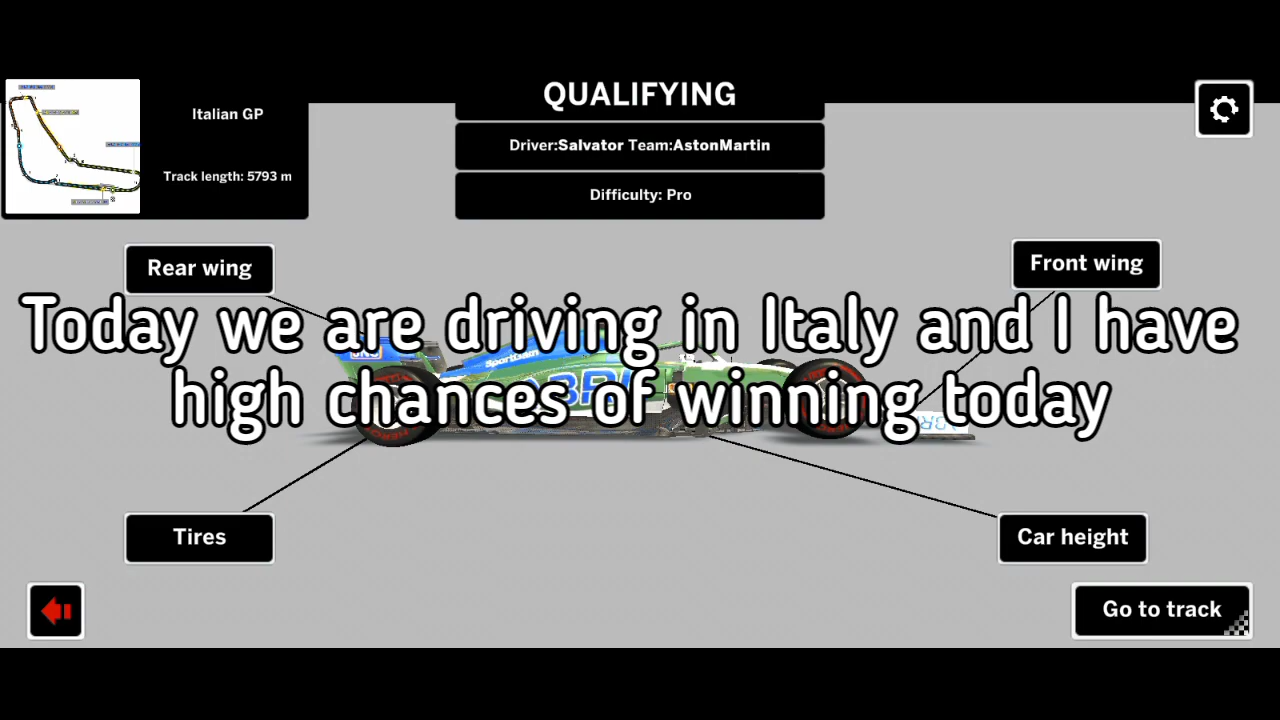 QUALIFYING
Italian GP
Driver:Salvator Team:AstonMartin
Track length: 5793 m
Difficulty: Pro
Rear wing
Front wing
Today we are driving in Italy and I have
high chances of winning today
Tires
Car height
Go to track